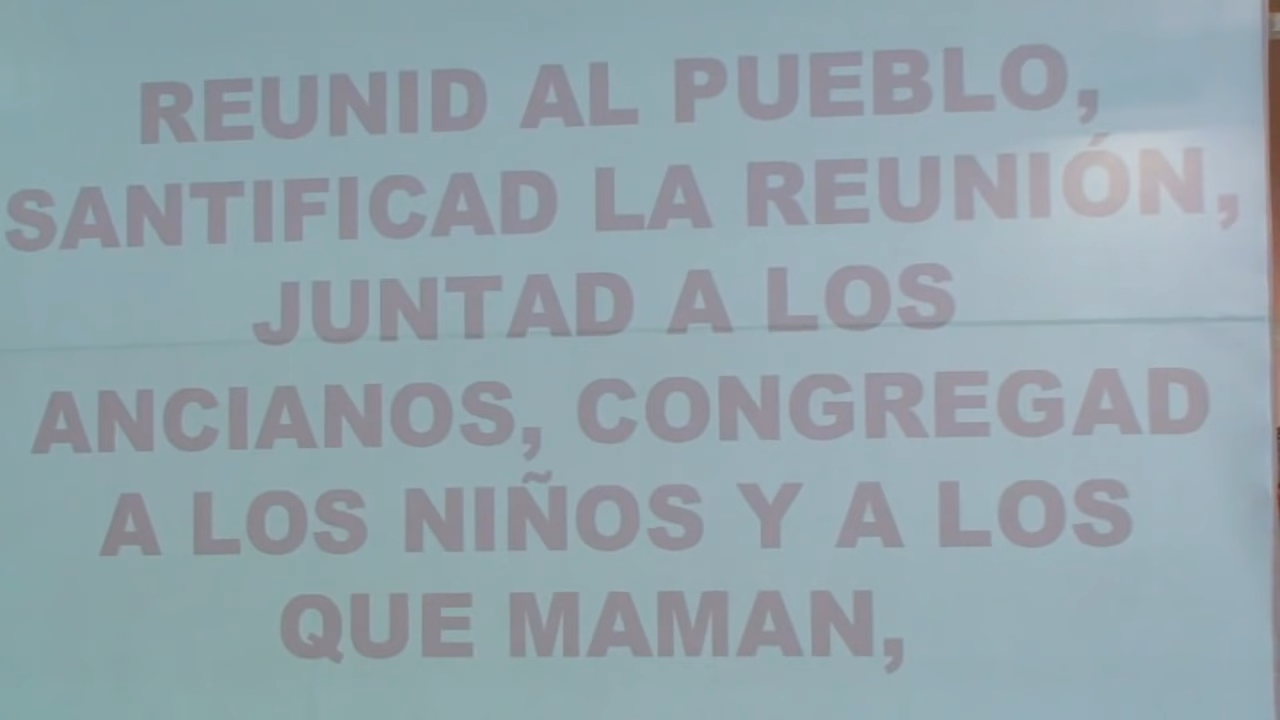 REUNID AL PUEBLO,
SANTIFICAD LA REUNIÓN,
JUNTAD A LOS
ANCIANOS, CONGREGAD
A LOS NIÑOS Y A LOS
QUE MAMAN,